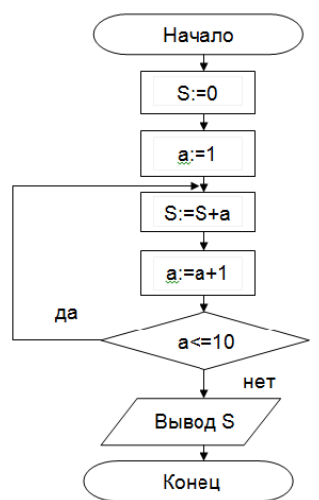 Начало
S:=0
a:=1
S:=S+a
a:=a+1
да
a<=10
нет
Вывод S
Конец